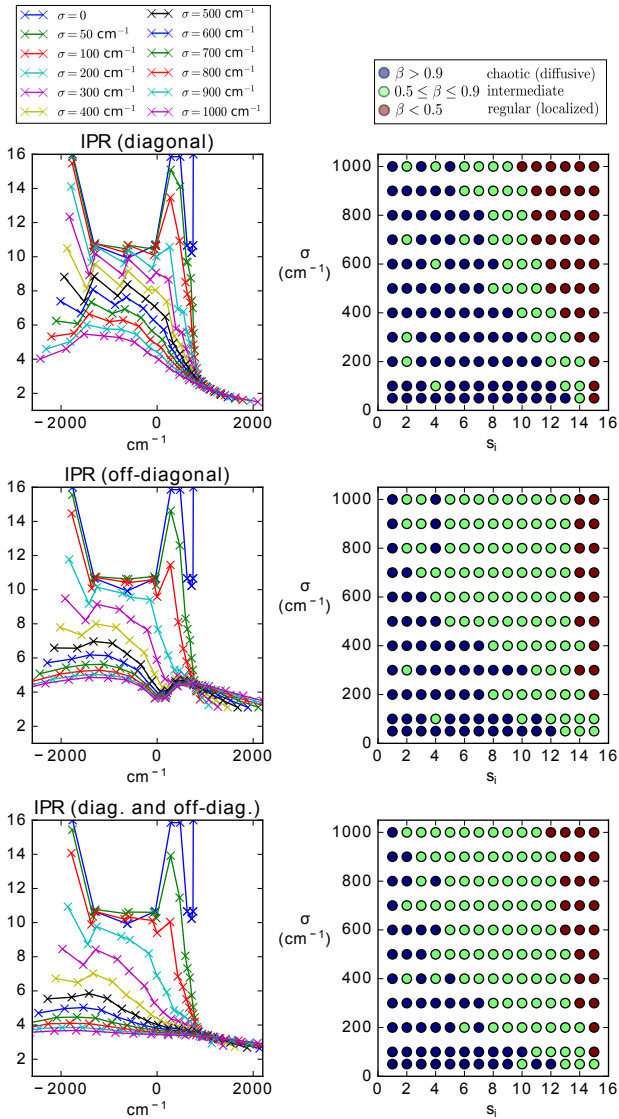 σ = 0
σ = 50 cm⁻¹
σ = 100 cm⁻¹
σ = 200 cm⁻¹
σ = 300 cm⁻¹
σ = 400 cm⁻¹
σ = 500 cm⁻¹
σ = 600 cm⁻¹
σ = 700 cm⁻¹
σ = 800 cm⁻¹
σ = 900 cm⁻¹
σ = 1000 cm⁻¹
β > 0.9 chaotic (diffusive)
0.5 ≤ β ≤ 0.9 intermediate
β < 0.5 regular (localized)
IPR (diagonal)
16
14
12
10
8
6
4
2
−2000 0 2000
cm⁻¹
σ
(cm⁻¹)
1000
800
600
400
200
0
0 2 4 6 8 10 12 14 16
sᵢ
IPR (off-diagonal)
16
14
12
10
8
6
4
2
−2000 0 2000
cm⁻¹
σ
(cm⁻¹)
1000
800
600
400
200
0
0 2 4 6 8 10 12 14 16
sᵢ
IPR (diag. and off-diag.)
16
14
12
10
8
6
4
2
−2000 0 2000
cm⁻¹
σ
(cm⁻¹)
1000
800
600
400
200
0
0 2 4 6 8 10 12 14 16
sᵢ